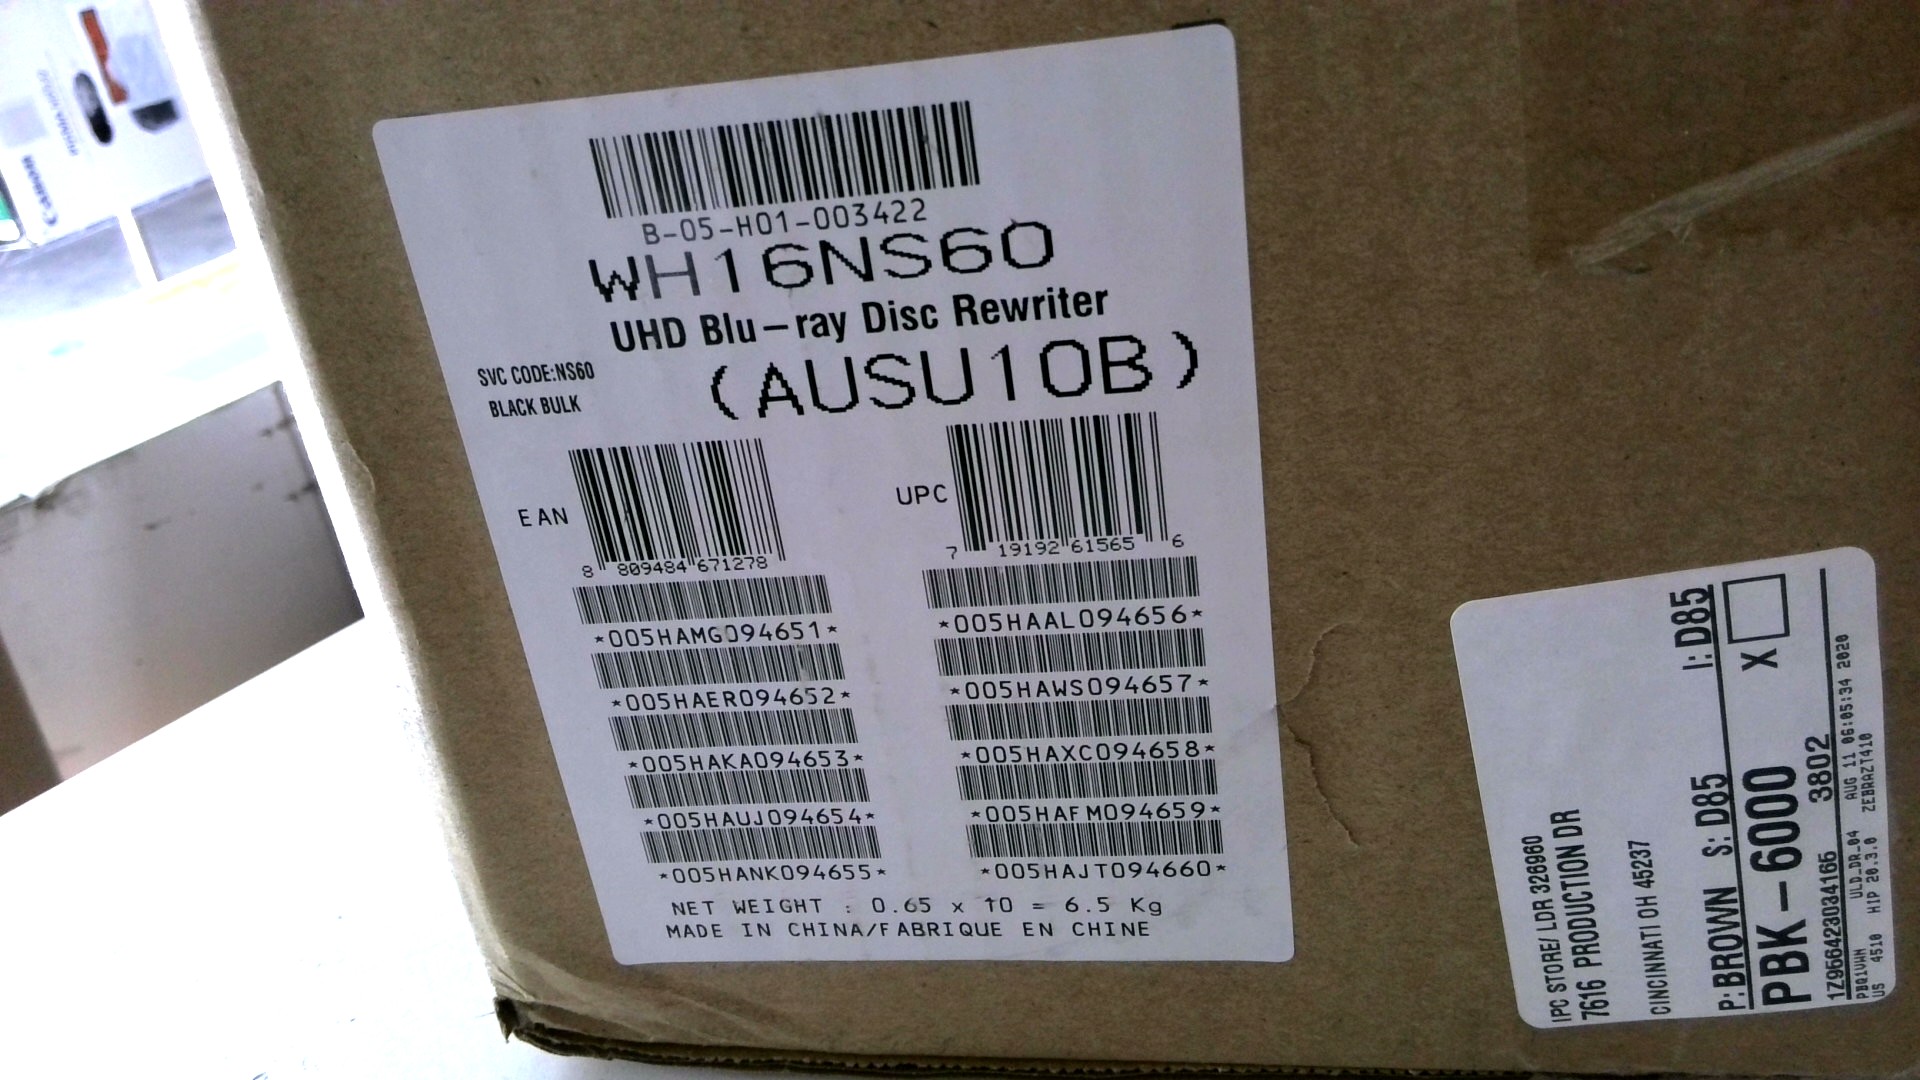 B-05-H01-003422
WH16NS60
UHD Blu-ray Disc Rewriter
(AUSU10B)
SVC CODE:NS60
BLACK BULK
EAN
8 809484 671278
UPC
7 19192 61565 6
*005HAMG094651*
*005HAER094652*
*005HAKA094653*
*005HAUJ094654*
*005HANK094655*
*005HAAL094656*
*005HAWS094657*
*005HAXC094658*
*005HAFM094659*
*005HAJT094660*
NET WEIGHT : 0.65 x 10 = 6.5 Kg
MADE IN CHINA/FABRIQUE EN CHINE
IPC STORE/ LDR 326960
7616 PRODUCTION DR
CINCINNATI OH 45237
P: BROWN S: D85 I: D85
PBK-6000 X
1Z956423034166 3802
PBQ1VWH ULD_DR_04 AUG 11 06:05:34 2020
US 4510 HIP 20.3.0 ZEBRAZT410
Canon